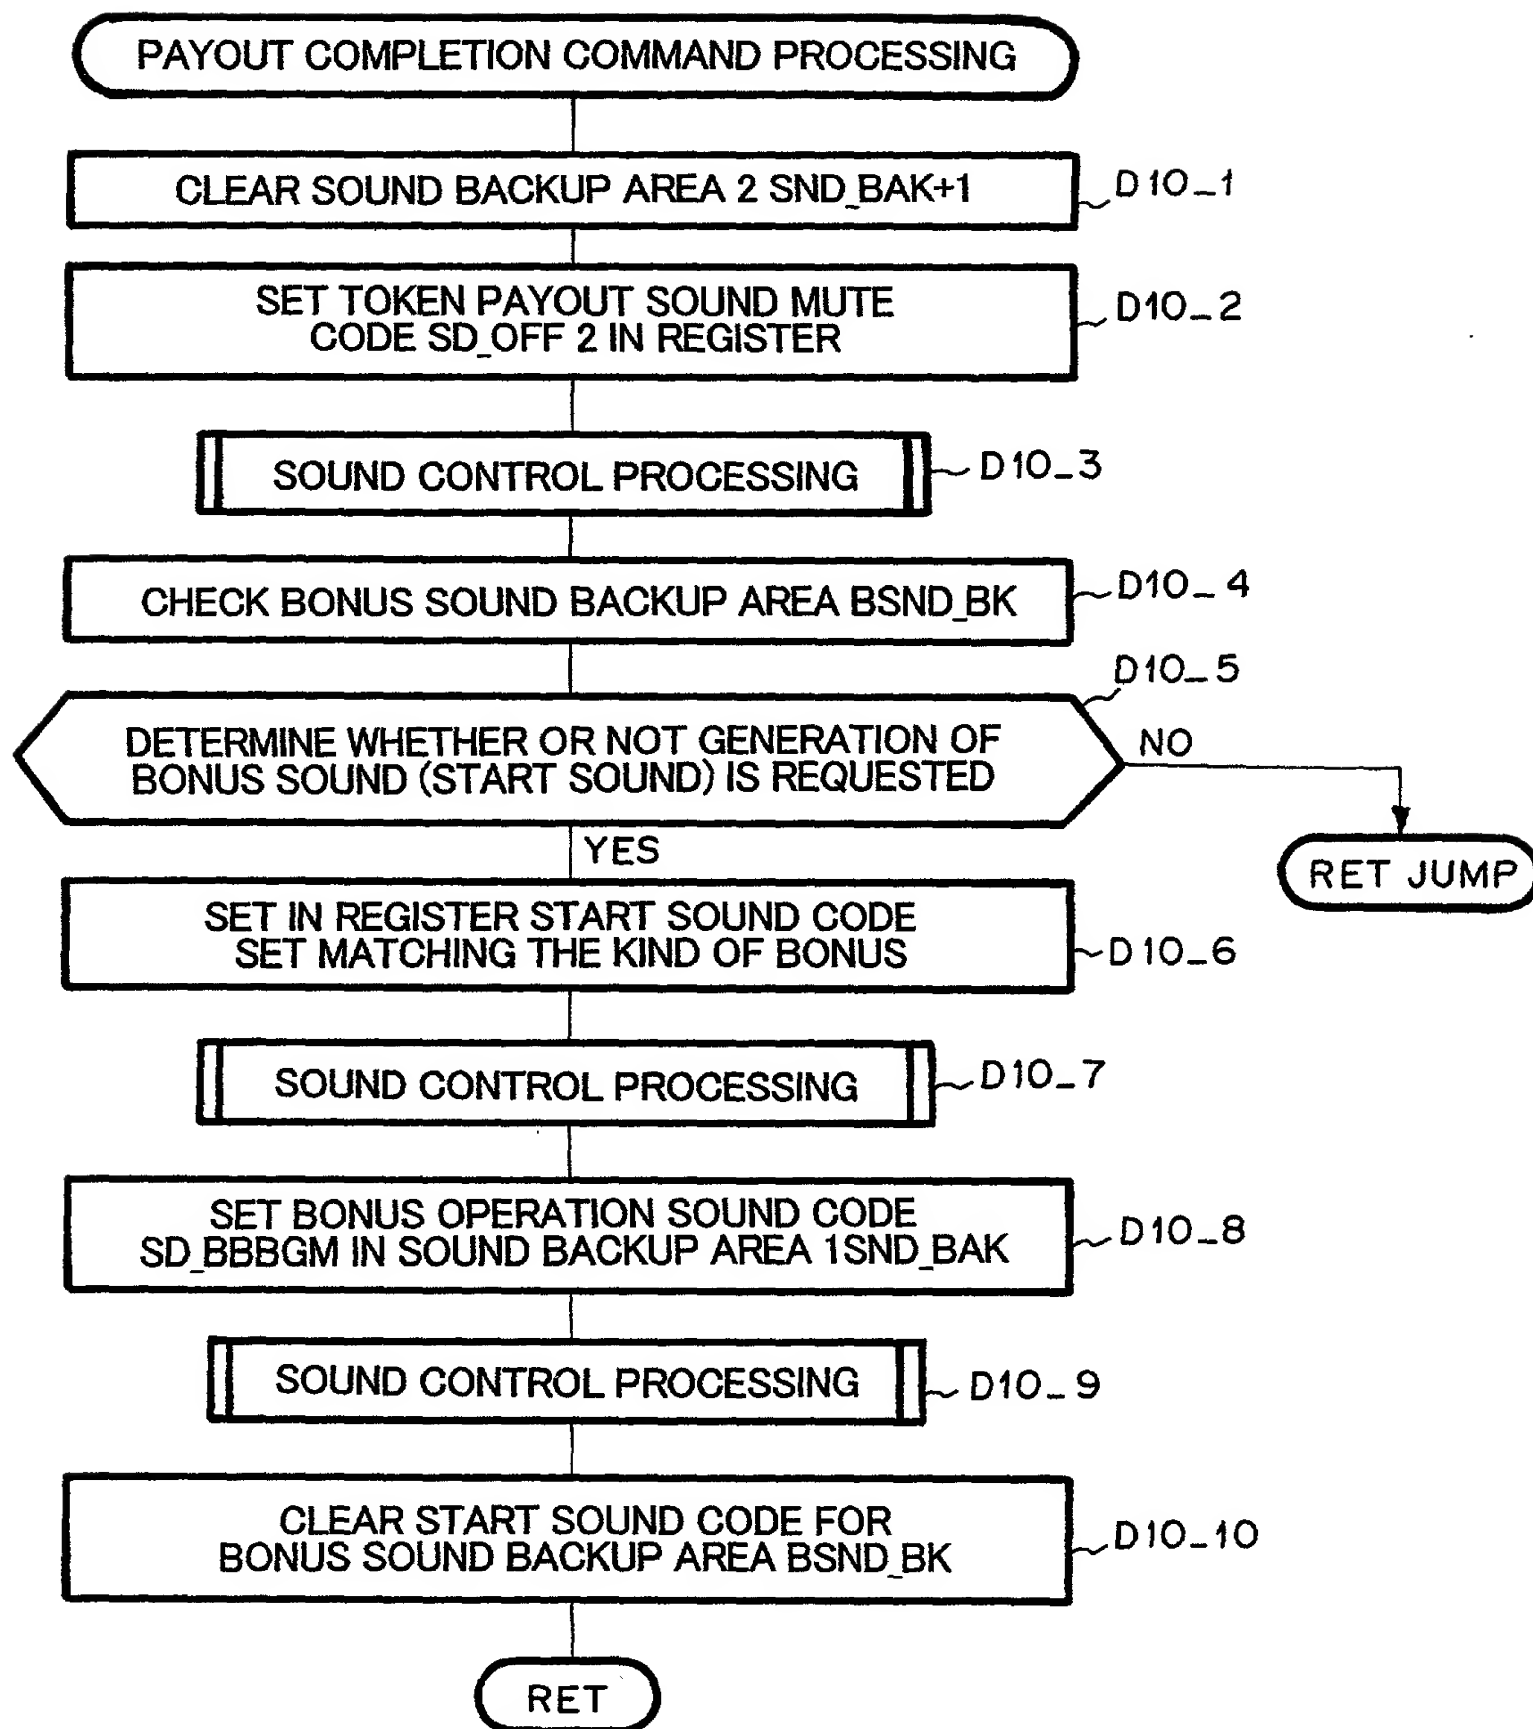 PAYOUT COMPLETION COMMAND PROCESSING
CLEAR SOUND BACKUP AREA 2 SND_BAK+1
D10_1
SET TOKEN PAYOUT SOUND MUTE
CODE SD_OFF 2 IN REGISTER
D10_2
SOUND CONTROL PROCESSING
D10_3
CHECK BONUS SOUND BACKUP AREA BSND_BK
D10_4
D10_5
DETERMINE WHETHER OR NOT GENERATION OF
BONUS SOUND (START SOUND) IS REQUESTED
NO
YES
RET JUMP
SET IN REGISTER START SOUND CODE
SET MATCHING THE KIND OF BONUS
D10_6
SOUND CONTROL PROCESSING
D10_7
SET BONUS OPERATION SOUND CODE
SD_BBBGM IN SOUND BACKUP AREA 1SND_BAK
D10_8
SOUND CONTROL PROCESSING
D10_9
CLEAR START SOUND CODE FOR
BONUS SOUND BACKUP AREA BSND_BK
D10_10
RET